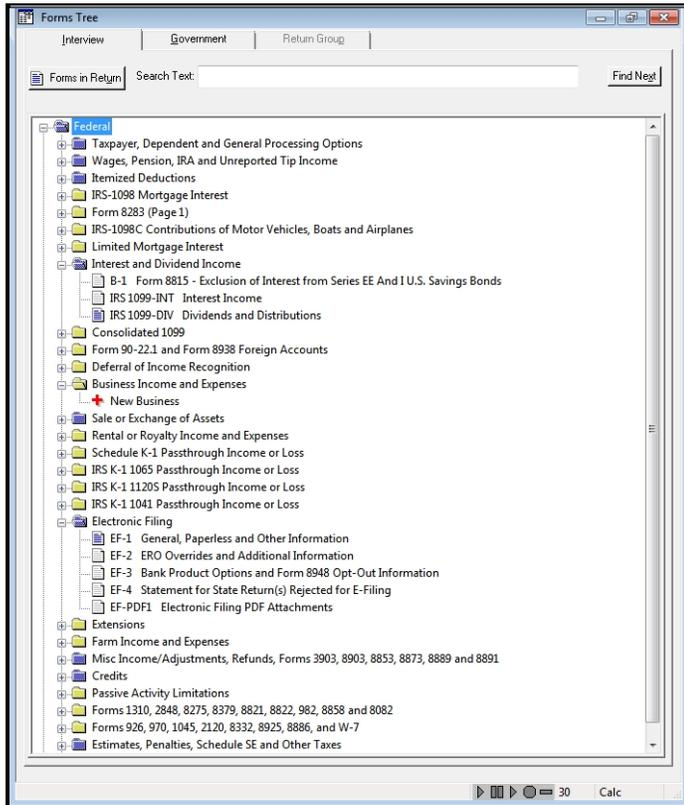 Forms Tree
Interview Government Return Group
Forms in Return Search Text: Find Next
Federal
Taxpayer, Dependent and General Processing Options
Wages, Pension, IRA and Unreported Tip Income
Itemized Deductions
IRS-1098 Mortgage Interest
Form 8283 (Page 1)
IRS-1098C Contributions of Motor Vehicles, Boats and Airplanes
Limited Mortgage Interest
Interest and Dividend Income
B-1 Form 8815 - Exclusion of Interest from Series EE And I U.S. Savings Bonds
IRS 1099-INT Interest Income
IRS 1099-DIV Dividends and Distributions
Consolidated 1099
Form 90-22.1 and Form 8938 Foreign Accounts
Deferral of Income Recognition
Business Income and Expenses
New Business
Sale or Exchange of Assets
Rental or Royalty Income and Expenses
Schedule K-1 Passthrough Income or Loss
IRS K-1 1065 Passthrough Income or Loss
IRS K-1 1120S Passthrough Income or Loss
IRS K-1 1041 Passthrough Income or Loss
Electronic Filing
EF-1 General, Paperless and Other Information
EF-2 ERO Overrides and Additional Information
EF-3 Bank Product Options and Form 8948 Opt-Out Information
EF-4 Statement for State Return(s) Rejected for E-Filing
EF-PDF1 Electronic Filing PDF Attachments
Extensions
Farm Income and Expenses
Misc Income/Adjustments, Refunds, Forms 3903, 8903, 8853, 8873, 8889 and 8891
Credits
Passive Activity Limitations
Forms 1310, 2848, 8275, 8379, 8821, 8822, 982, 8858 and 8082
Forms 926, 970, 1045, 2120, 8332, 8925, 8886, and W-7
Estimates, Penalties, Schedule SE and Other Taxes
30 Calc